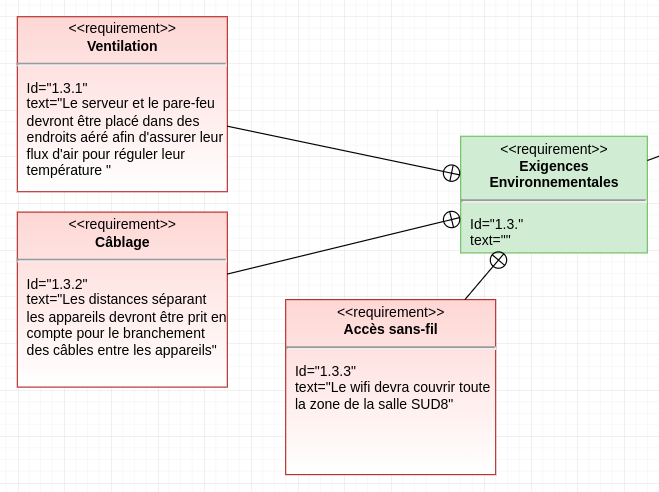 <<requirement>>
Ventilation
Id="1.3.1"
text="Le serveur et le pare-feu
devront être placé dans des
endroits aéré afin d'assurer leur
flux d'air pour réguler leur
température "
<<requirement>>
Exigences
Environnementales
Id="1.3."
text=""
<<requirement>>
Câblage
Id="1.3.2"
text="Les distances séparant
les appareils devront être prit en
compte pour le branchement
des câbles entre les appareils"
<<requirement>>
Accès sans-fil
Id="1.3.3"
text="Le wifi devra couvrir toute
la zone de la salle SUD8"